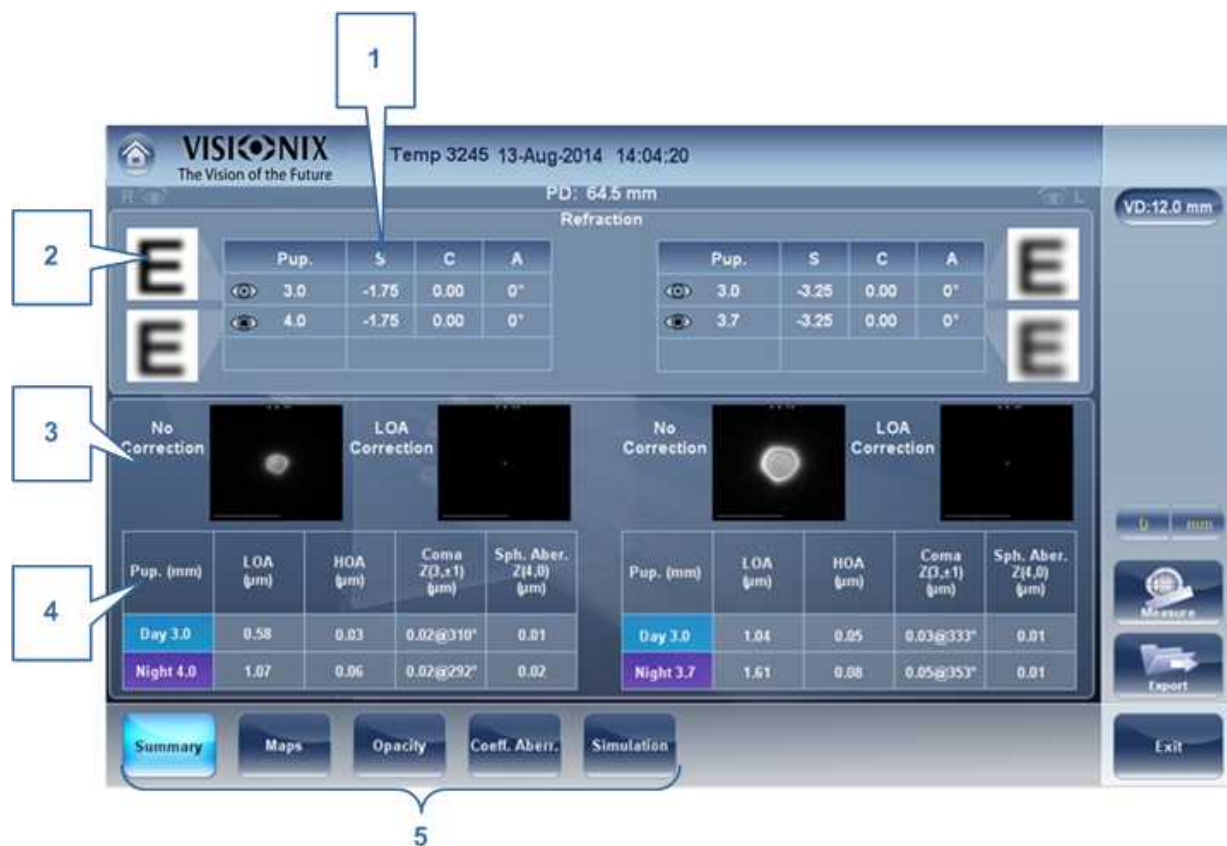 1
VISIONIX
The Vision of the Future
Temp 3245 13-Aug-2014 14:04:20
R
PD: 64.5 mm
L
VD:12.0 mm
Refraction
2
E
Pup. S C A
3.0 -1.75 0.00 0°
4.0 -1.75 0.00 0°
E
Pup. S C A
3.0 -3.25 0.00 0°
3.7 -3.25 0.00 0°
E
E
3
No
Correction
LOA
Correction
No
Correction
LOA
Correction
4
Pup. (mm) LOA (µm) HOA (µm) Coma Z(3,±1) (µm) Sph. Aber. Z(4,0) (µm)
Day 3.0 0.58 0.03 0.02@310° 0.01
Night 4.0 1.07 0.06 0.02@292° 0.02
Pup. (mm) LOA (µm) HOA (µm) Coma Z(3,±1) (µm) Sph. Aber. Z(4,0) (µm)
Day 3.0 1.04 0.05 0.03@333° 0.01
Night 3.7 1.61 0.08 0.05@353° 0.01
mm
Measure
Export
Summary Maps Opacity Coeff. Aberr. Simulation
Exit
5